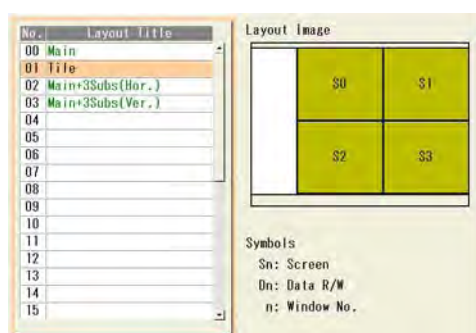 No. Layout Title
00 Main
01 Tile
02 Main+3Subs(Hor.)
03 Main+3Subs(Ver.)
04
05
06
07
08
09
10
11
12
13
14
15
Layout Image
S0 S1
S2 S3
Symbols
Sn: Screen
Dn: Data R/W
n: Window No.